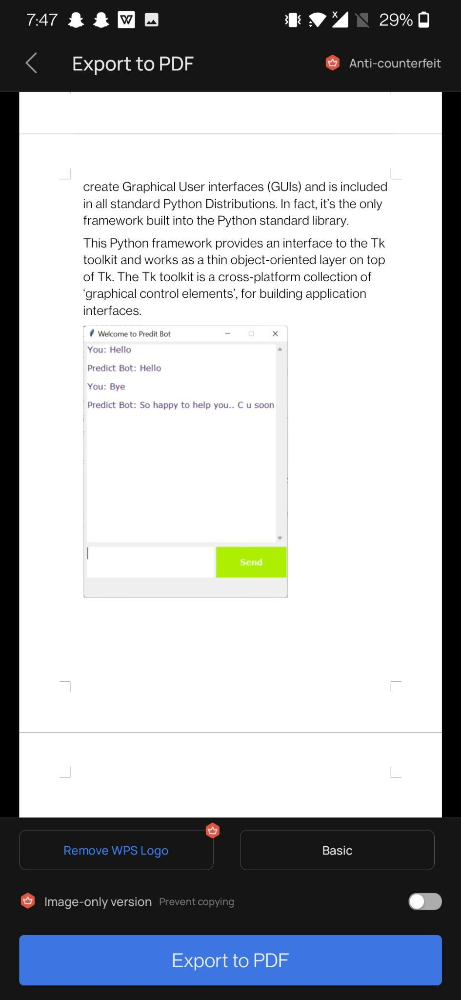 7:47
29%
Export to PDF
Anti-counterfeit
create Graphical User interfaces (GUIs) and is included
in all standard Python Distributions. In fact, it's the only
framework built into the Python standard library.
This Python framework provides an interface to the Tk
toolkit and works as a thin object-oriented layer on top
of Tk. The Tk toolkit is a cross-platform collection of
‘graphical control elements’, for building application
interfaces.
Welcome to Predit Bot
You: Hello
Predict Bot: Hello
You: Bye
Predict Bot: So happy to help you.. C u soon
Send
Remove WPS Logo
Basic
Image-only version Prevent copying
Export to PDF